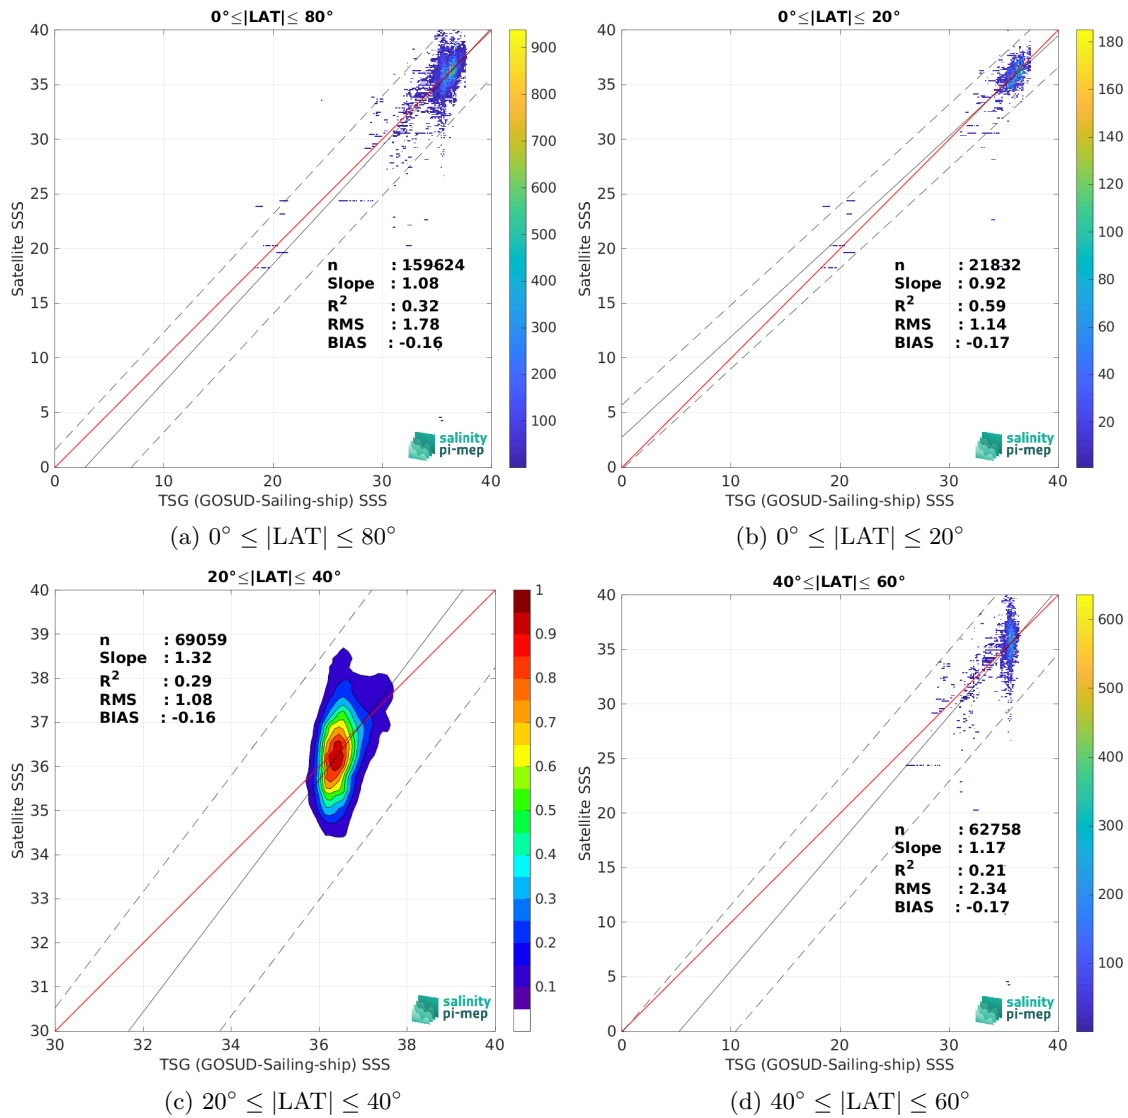 0°≤|LAT|≤ 80°
40
35
30
25
20
15
10
5
0
0
10
20
30
40
Satellite SSS
TSG (GOSUD-Sailing-ship) SSS
n : 159624
Slope : 1.08
R² : 0.32
RMS : 1.78
BIAS : -0.16
salinity
pi-mep
900
800
700
600
500
400
300
200
100
(a) 0° ≤ |LAT| ≤ 80°
0°≤|LAT|≤ 20°
40
35
30
25
20
15
10
5
0
0
10
20
30
40
Satellite SSS
TSG (GOSUD-Sailing-ship) SSS
n : 21832
Slope : 0.92
R² : 0.59
RMS : 1.14
BIAS : -0.17
salinity
pi-mep
180
160
140
120
100
80
60
40
20
(b) 0° ≤ |LAT| ≤ 20°
20°≤|LAT|≤ 40°
40
39
38
37
36
35
34
33
32
31
30
30
32
34
36
38
40
Satellite SSS
TSG (GOSUD-Sailing-ship) SSS
n : 69059
Slope : 1.32
R² : 0.29
RMS : 1.08
BIAS : -0.16
salinity
pi-mep
1
0.9
0.8
0.7
0.6
0.5
0.4
0.3
0.2
0.1
(c) 20° ≤ |LAT| ≤ 40°
40°≤|LAT|≤ 60°
40
35
30
25
20
15
10
5
0
0
10
20
30
40
Satellite SSS
TSG (GOSUD-Sailing-ship) SSS
n : 62758
Slope : 1.17
R² : 0.21
RMS : 2.34
BIAS : -0.17
salinity
pi-mep
600
500
400
300
200
100
(d) 40° ≤ |LAT| ≤ 60°